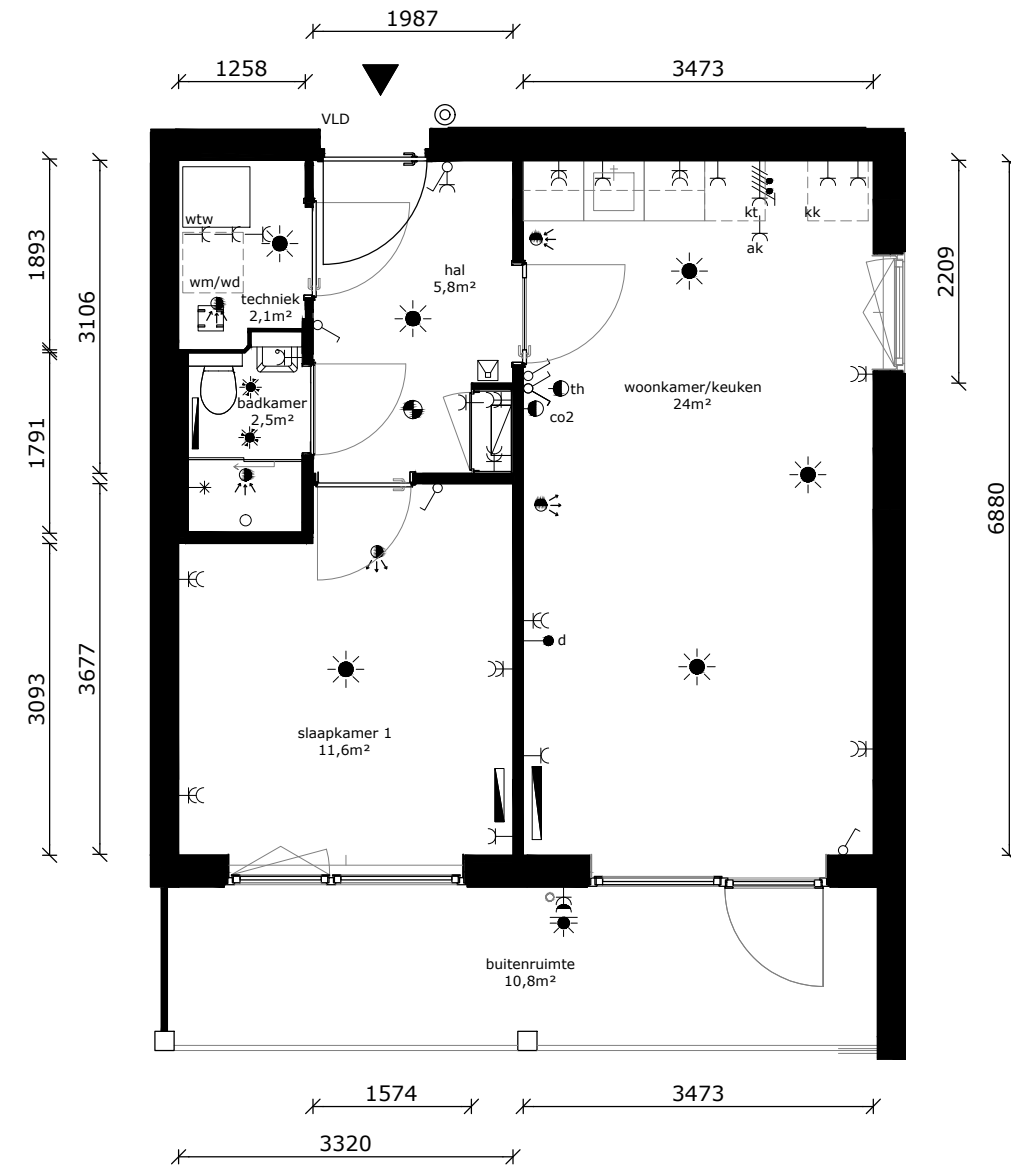 1987
1258
3473
VLD
wtw
wm/wd
techniek
2,1m²
hal
5,8m²
kt
kk
ak
1893
3106
2209
badkamer
2,5m²
th
co2
woonkamer/keuken
24m²
1791
6880
d
3677
3093
slaapkamer 1
11,6m²
buitenruimte
10,8m²
1574
3473
3320